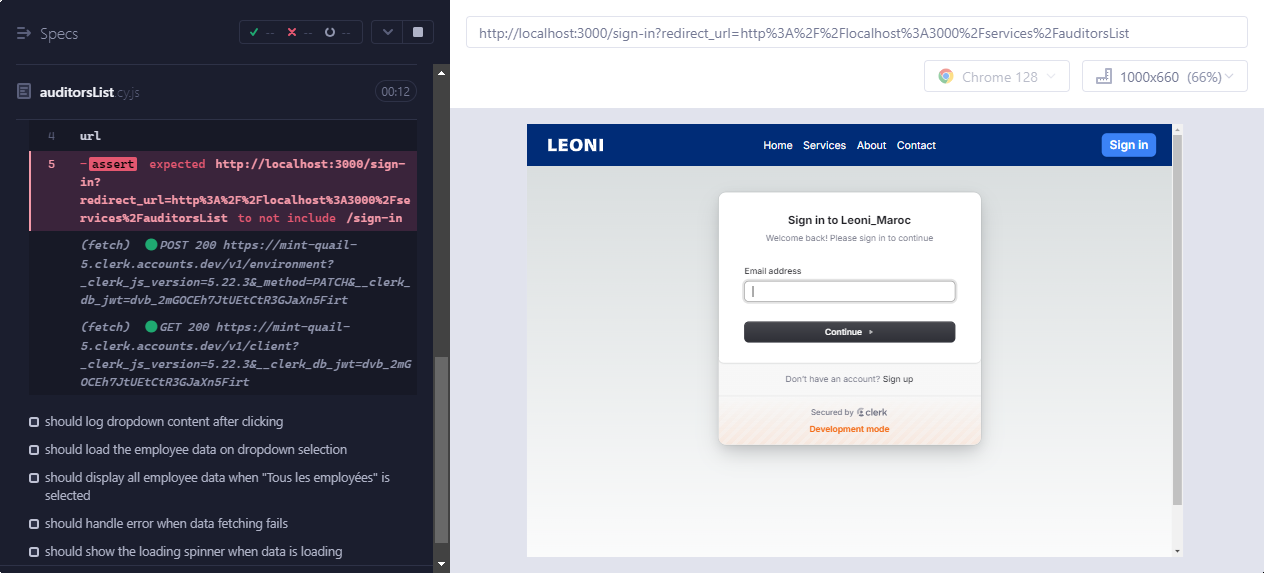 Specs
-- -- --
auditorsList.cy.js
00:12
4 url
5 -assert expected http://localhost:3000/sign-
in?
redirect_url=http%3A%2F%2Flocalhost%3A3000%2Fse
rvices%2FauditorsList to not include /sign-in
(fetch) POST 200 https://mint-quail-
5.clerk.accounts.dev/v1/environment?
_clerk_js_version=5.22.3&_method=PATCH&__clerk_
db_jwt=dvb_2mGOCEh7JtUEtCtR3GJaXn5Firt
(fetch) GET 200 https://mint-quail-
5.clerk.accounts.dev/v1/client?
_clerk_js_version=5.22.3&__clerk_db_jwt=dvb_2mG
OCEh7JtUEtCtR3GJaXn5Firt
should log dropdown content after clicking
should load the employee data on dropdown selection
should display all employee data when "Tous les employées" is
selected
should handle error when data fetching fails
should show the loading spinner when data is loading
http://localhost:3000/sign-in?redirect_url=http%3A%2F%2Flocalhost%3A3000%2Fservices%2FauditorsList
Chrome 128
1000x660 (66%)
LEONI
Home Services About Contact
Sign in
Sign in to Leoni_Maroc
Welcome back! Please sign in to continue
Email address
Continue
Don't have an account? Sign up
Secured by clerk
Development mode